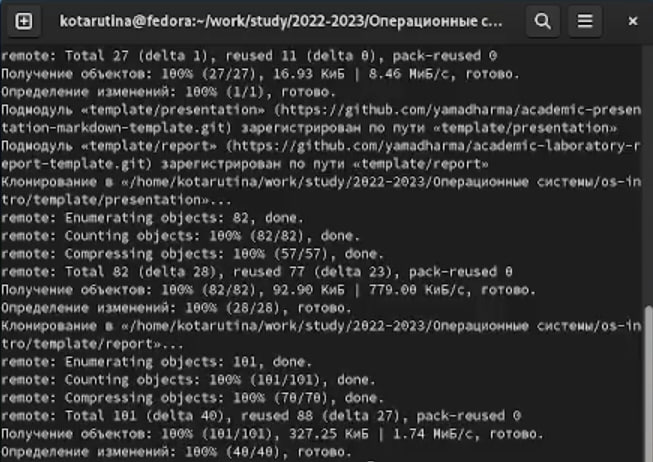 kotarutina@fedora:~/work/study/2022-2023/Операционные с...
remote: Total 27 (delta 1), reused 11 (delta 0), pack-reused 0
Получение объектов: 100% (27/27), 16.93 КиБ | 8.46 МиБ/с, готово.
Определение изменений: 100% (1/1), готово.
Подмодуль «template/presentation» (https://github.com/yamadharma/academic-presen
tation-markdown-template.git) зарегистрирован по пути «template/presentation»
Подмодуль «template/report» (https://github.com/yamadharma/academic-laboratory-r
eport-template.git) зарегистрирован по пути «template/report»
Клонирование в «/home/kotarutina/work/study/2022-2023/Операционные системы/os-in
tro/template/presentation»...
remote: Enumerating objects: 82, done.
remote: Counting objects: 100% (82/82), done.
remote: Compressing objects: 100% (57/57), done.
remote: Total 82 (delta 28), reused 77 (delta 23), pack-reused 0
Получение объектов: 100% (82/82), 92.90 КиБ | 779.00 КиБ/с, готово.
Определение изменений: 100% (28/28), готово.
Клонирование в «/home/kotarutina/work/study/2022-2023/Операционные системы/os-in
tro/template/report»...
remote: Enumerating objects: 101, done.
remote: Counting objects: 100% (101/101), done.
remote: Compressing objects: 100% (70/70), done.
remote: Total 101 (delta 40), reused 88 (delta 27), pack-reused 0
Получение объектов: 100% (101/101), 327.25 КиБ | 1.74 МиБ/с, готово.
Определение изменений: 100% (40/40), готово.